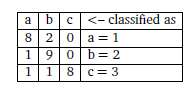 a b c <-- classified as
8 2 0 a = 1
1 9 0 b = 2
1 1 8 c = 3